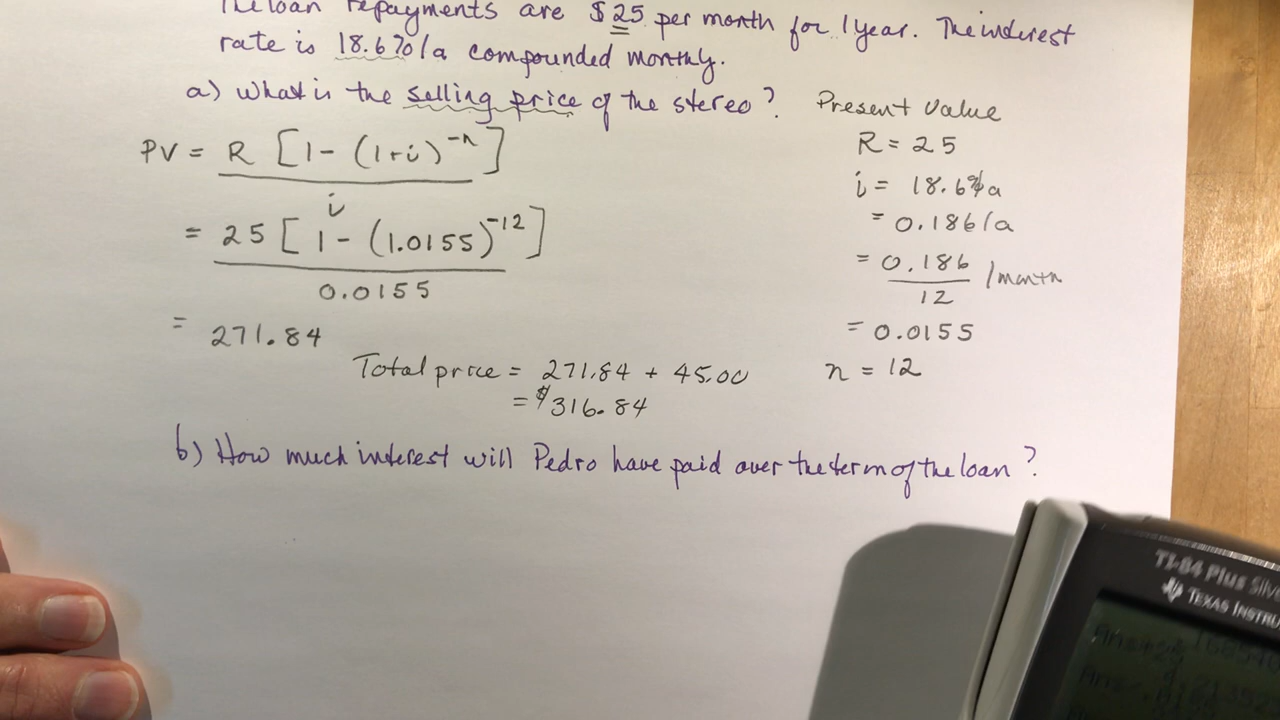 The loan repayments are $25 per month for 1 year. The interest
rate is 18.6%/a compounded monthly.
a) What is the selling price of the stereo?
Present Value
PV = R [1 - (1+i)^-n]
i
= 25 [1 - (1.0155)^-12]
0.0155
= 271.84
R = 25
i = 18.6%/a
= 0.186/a
= 0.186 /month
12
= 0.0155
n = 12
Total price = 271.84 + 45.00
= $316.84
b) How much interest will Pedro have paid over the term of the loan?
TI-84 Plus
TEXAS